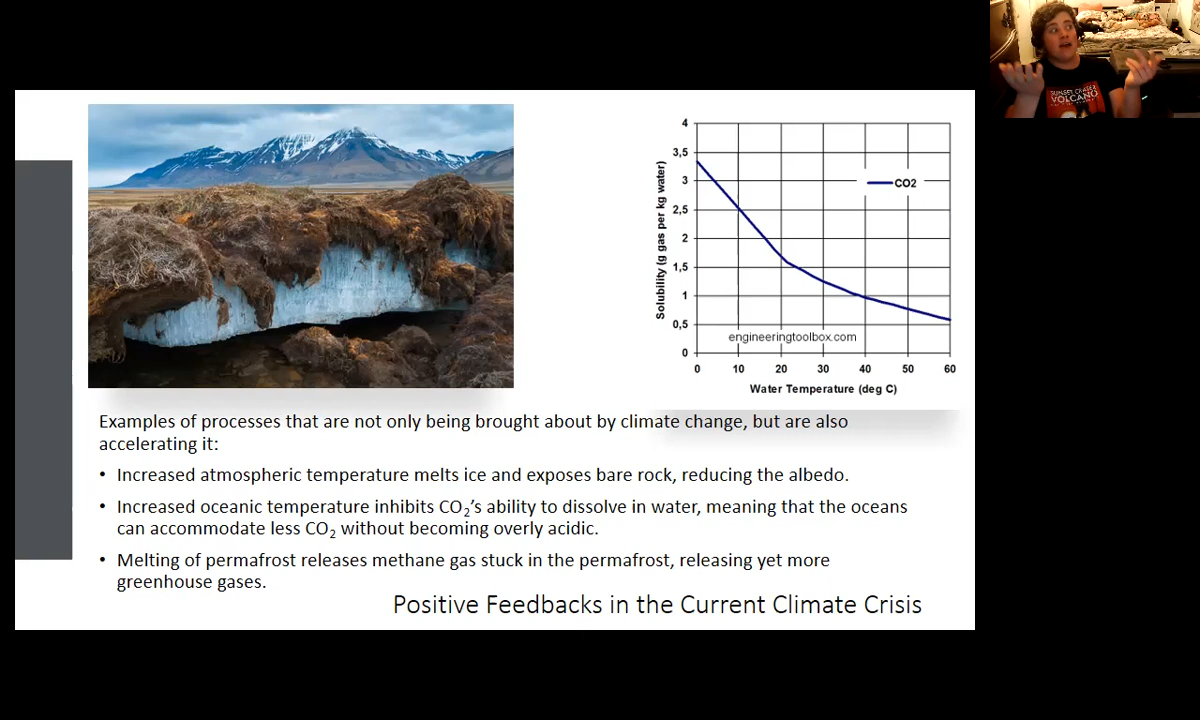 SUNSET CRATER
VOLCANO
4
3,5
3
2,5
2
1,5
1
0,5
0
Solubility (g gas per kg water)
CO2
engineeringtoolbox.com
0 10 20 30 40 50 60
Water Temperature (deg C)
Examples of processes that are not only being brought about by climate change, but are also
accelerating it:
• Increased atmospheric temperature melts ice and exposes bare rock, reducing the albedo.
• Increased oceanic temperature inhibits CO₂'s ability to dissolve in water, meaning that the oceans
can accommodate less CO₂ without becoming overly acidic.
• Melting of permafrost releases methane gas stuck in the permafrost, releasing yet more
greenhouse gases.
Positive Feedbacks in the Current Climate Crisis